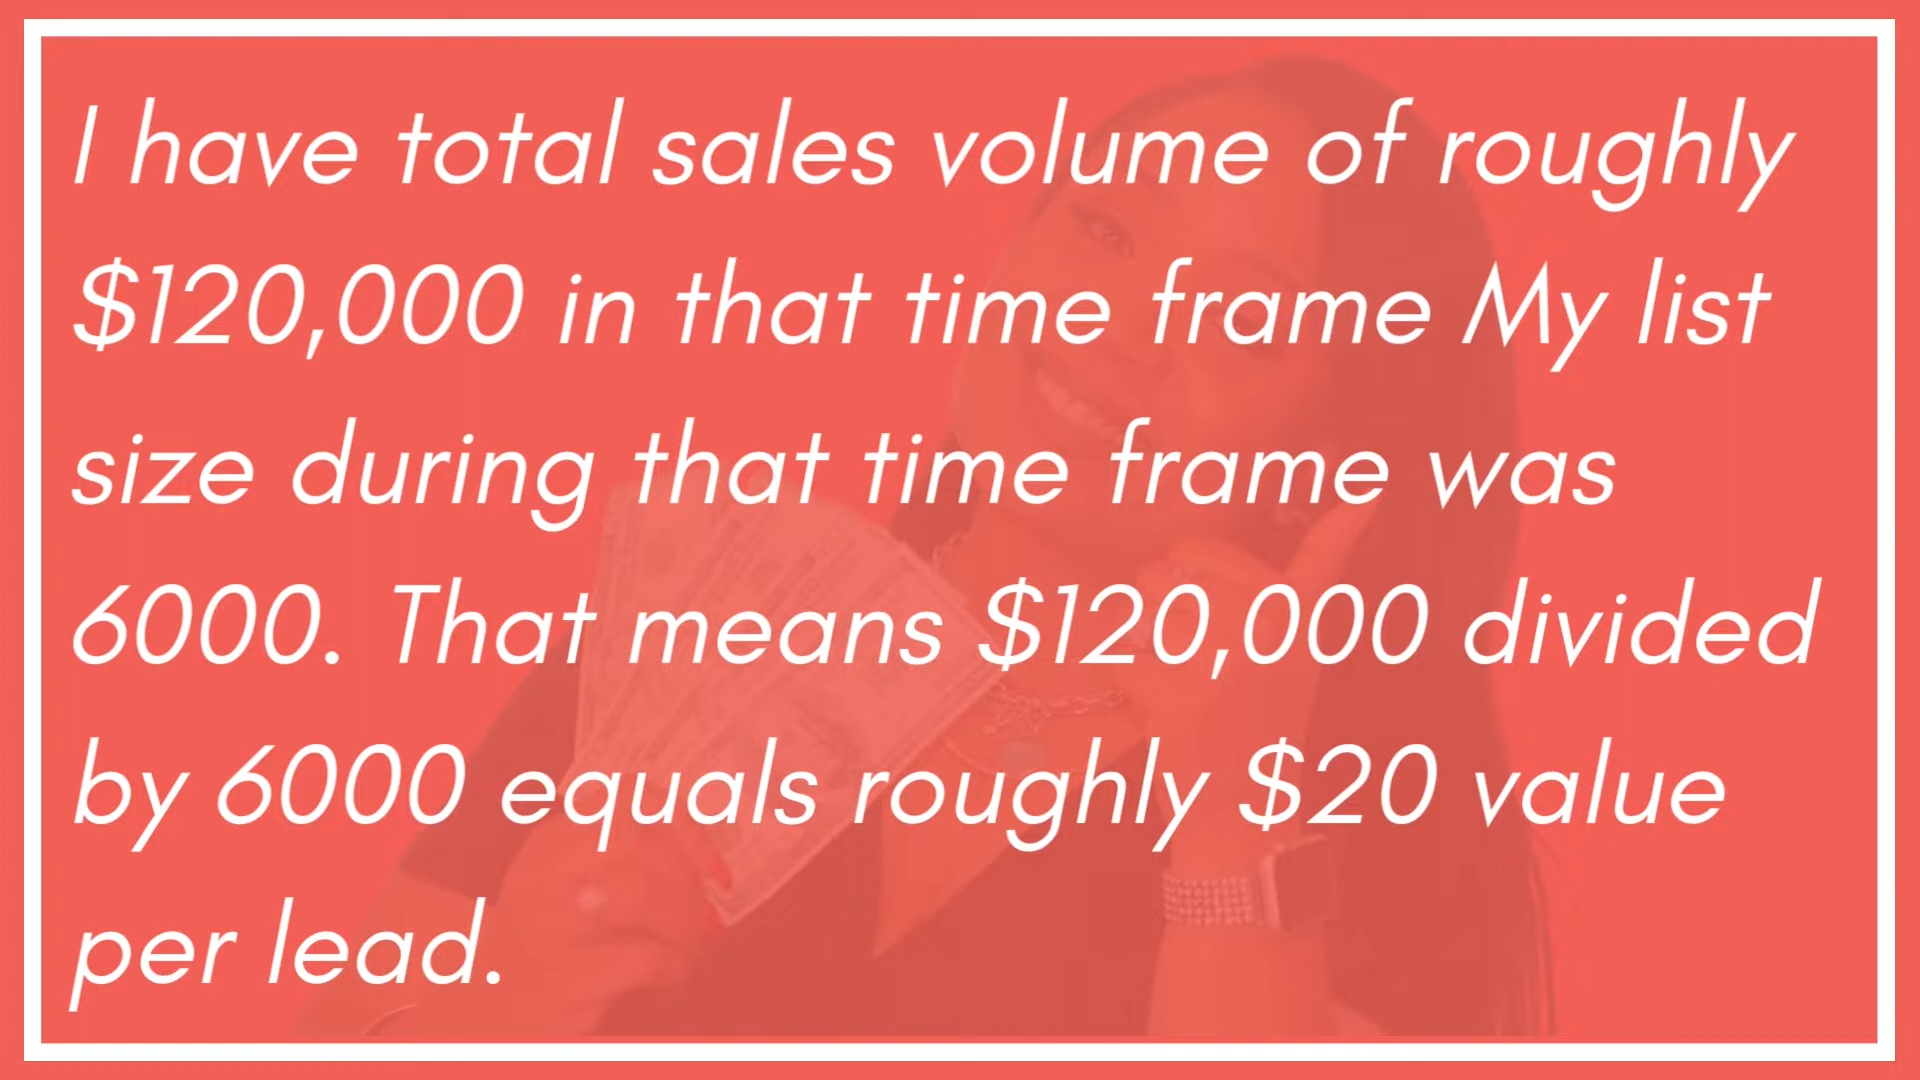 I have total sales volume of roughly
$120,000 in that time frame My list
size during that time frame was
6000. That means $120,000 divided
by 6000 equals roughly $20 value
per lead.